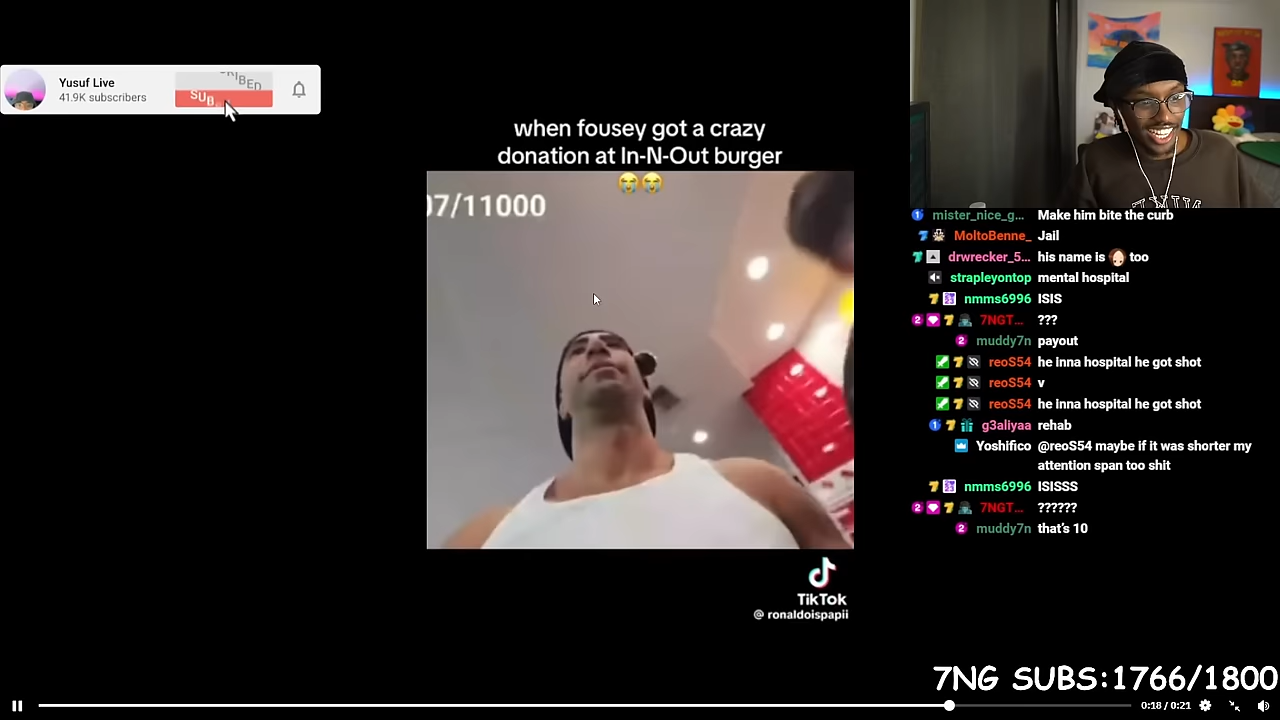 Yusuf Live
41.9K subscribers
when fousey got a crazy
donation at In-N-Out burger
😭😭
07/11000
TikTok
@ ronaldoispapii
mister_nice_g... Make him bite the curb
MoltoBenne_ Jail
drwrecker_5... his name is too
strapleyontop mental hospital
nmms6996 ISIS
7NGT... ???
muddy7n payout
reoS54 he inna hospital he got shot
reoS54 v
reoS54 he inna hospital he got shot
g3aliyaa rehab
Yoshifico @reoS54 maybe if it was shorter my
attention span too shit
nmms6996 ISISSS
7NGT... ??????
muddy7n that's 10
7NG SUBS:1766/1800
0:18 / 0:21